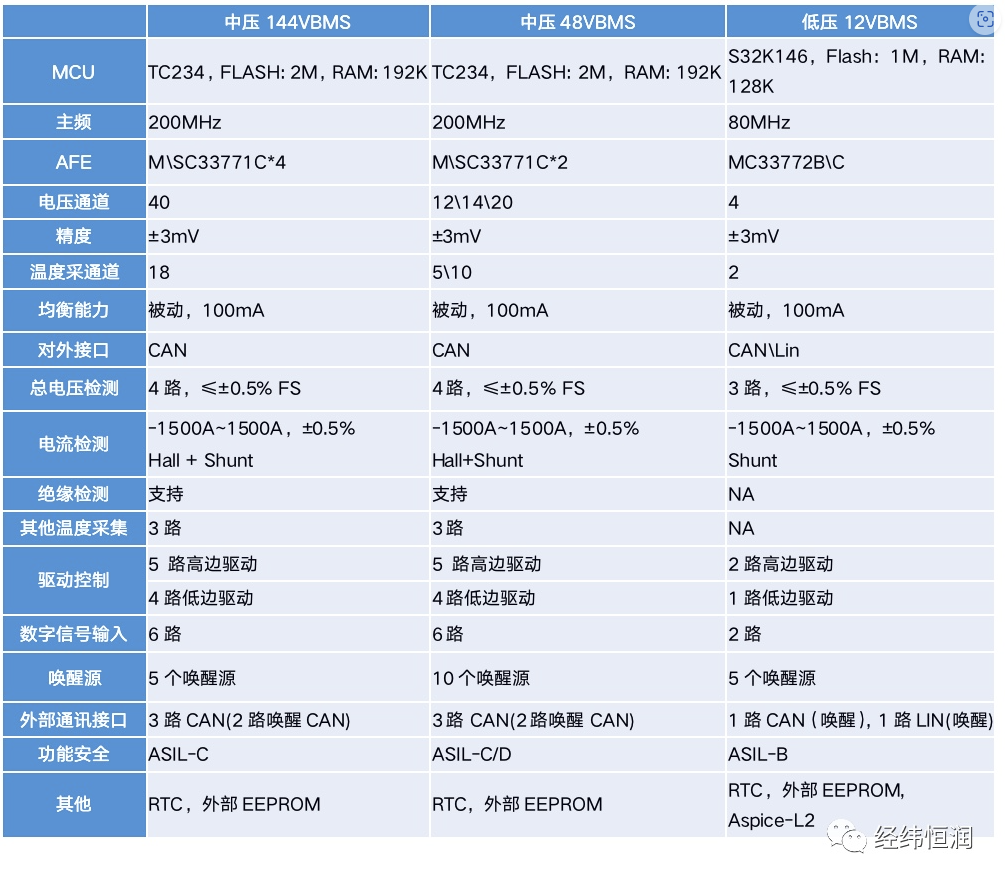 中压 144VBMS 中压 48VBMS 低压 12VBMS
MCU TC234，FLASH：2M，RAM：192K TC234，FLASH：2M，RAM：192K S32K146，Flash：1M，RAM：
128K
主频 200MHz 200MHz 80MHz
AFE M\SC33771C*4 M\SC33771C*2 MC33772B\C
电压通道 40 12\14\20 4
精度 ±3mV ±3mV ±3mV
温度采通道 18 5\10 2
均衡能力 被动，100mA 被动，100mA 被动，100mA
对外接口 CAN CAN CAN\Lin
总电压检测 4 路，≤±0.5% FS 4路，≤±0.5% FS 3 路，≤±0.5% FS
电流检测 -1500A~1500A，±0.5% -1500A~1500A，±0.5% -1500A~1500A，±0.5%
Hall + Shunt Hall+Shunt Shunt
绝缘检测 支持 支持 NA
其他温度采集 3 路 3路 NA
驱动控制 5 路高边驱动 5 路高边驱动 2 路高边驱动
4 路低边驱动 4路低边驱动 1 路低边驱动
数字信号输入 6 路 6路 2 路
唤醒源 5 个唤醒源 10 个唤醒源 5 个唤醒源
外部通讯接口 3 路 CAN(2 路唤醒 CAN) 3路 CAN(2路唤醒 CAN) 1 路 CAN（唤醒），1 路 LIN(唤醒)
功能安全 ASIL-C ASIL-C/D ASIL-B
其他 RTC，外部 EEPROM RTC，外部 EEPROM RTC，外部 EEPROM，
Aspice-L2
经纬恒润